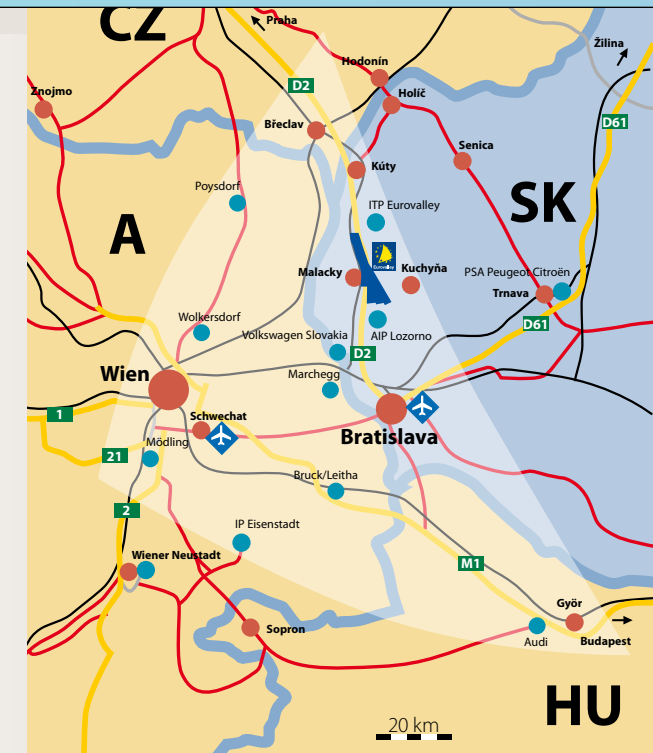 CZ
Praha
Žilina
Hodonín
D2
Znojmo
Holíč
Břeclav
D61
Senica
Kúty
Poysdorf
ITP Eurovalley
SK
A
Eurovalley
Malacky
Kuchyňa
PSA Peugeot Citroën
Trnava
Wolkersdorf
D61
Volkswagen Slovakia
AIP Lozorno
D2
Wien
Marchegg
1
Schwechat
Bratislava
Mödling
21
Bruck/Leitha
2
IP Eisenstadt
Wiener Neustadt
M1
Györ
Sopron
Audi
Budapest
HU
20 km